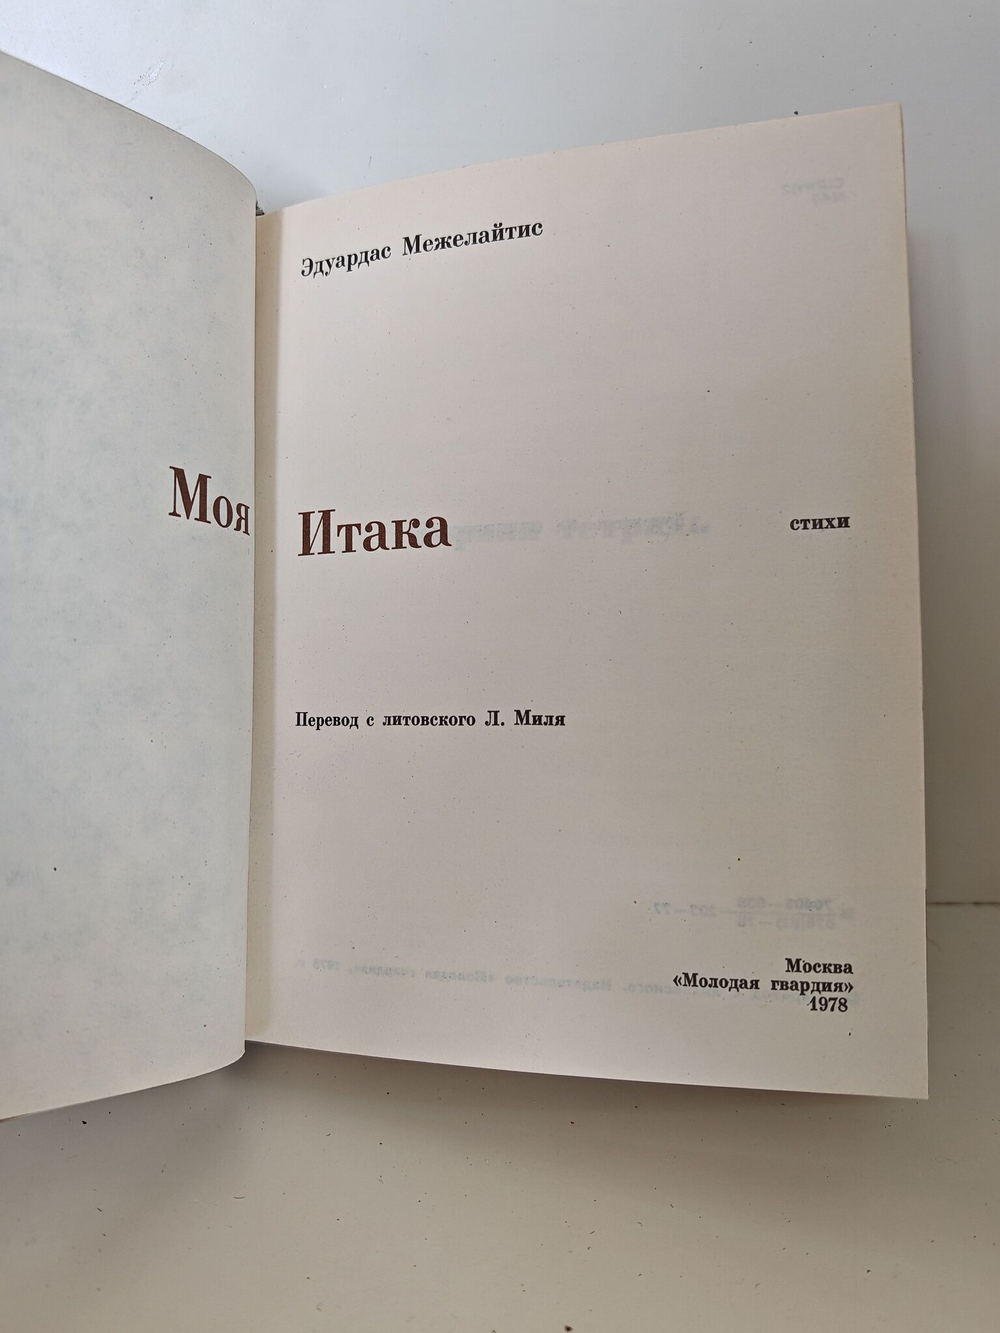 Эдуардас Межелайтис
Моя Итака
стихи
Перевод с литовского Л. Миля
Москва
«Молодая гвардия»
1978